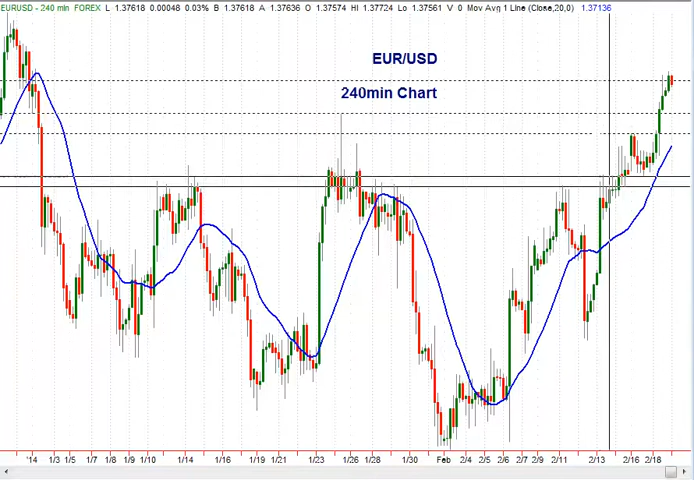 EURUSD - 240 min FOREX L 1.37618 0.00048 0.03% B 1.37618 A 1.37636 O 1.37574 Hi 1.37724 Lo 1.37561 V 0 Mov Avg 1 Line (Close,20,0) 1.37136
EUR/USD
240min Chart
'14 1/3 1/5 1/7 1/8 1/10 1/14 1/16 1/19 1/21 1/23 1/26 1/28 1/30 Feb 2/4 2/5 2/6 2/7 2/9 2/11 2/13 2/16 2/18